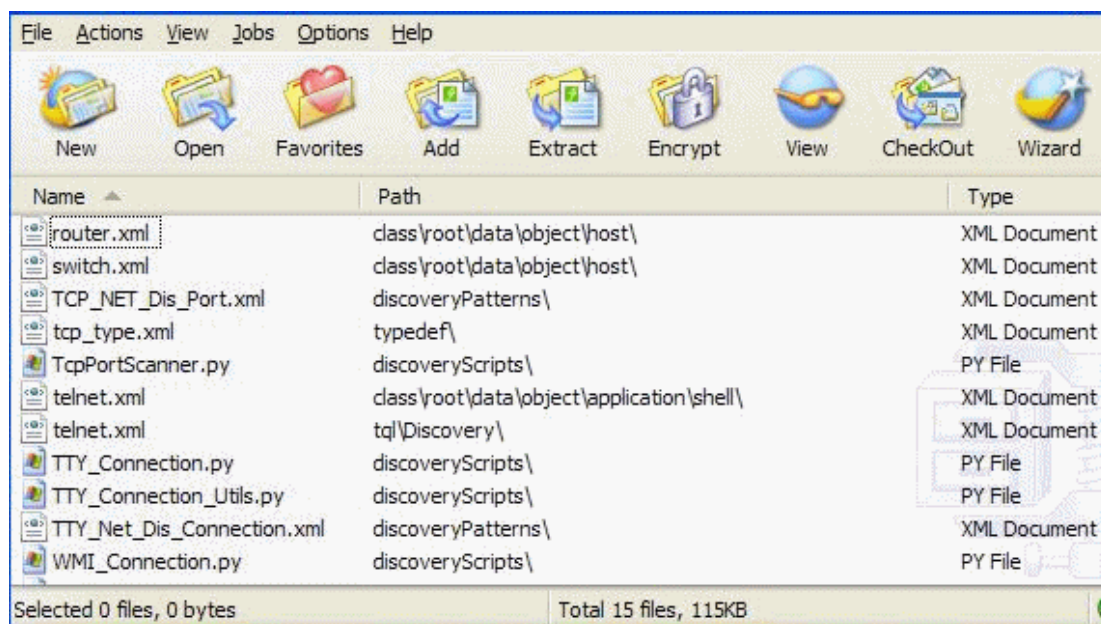 File Actions View Jobs Options Help
New Open Favorites Add Extract Encrypt View CheckOut Wizard
Name Path Type
router.xml class\root\data\object\host\ XML Document
switch.xml class\root\data\object\host\ XML Document
TCP_NET_Dis_Port.xml discoveryPatterns\ XML Document
tcp_type.xml typedef\ XML Document
TcpPortScanner.py discoveryScripts\ PY File
telnet.xml class\root\data\object\application\shell\ XML Document
telnet.xml tql\Discovery\ XML Document
TTY_Connection.py discoveryScripts\ PY File
TTY_Connection_Utils.py discoveryScripts\ PY File
TTY_Net_Dis_Connection.xml discoveryPatterns\ XML Document
WMI_Connection.py discoveryScripts\ PY File
Selected 0 files, 0 bytes Total 15 files, 115KB